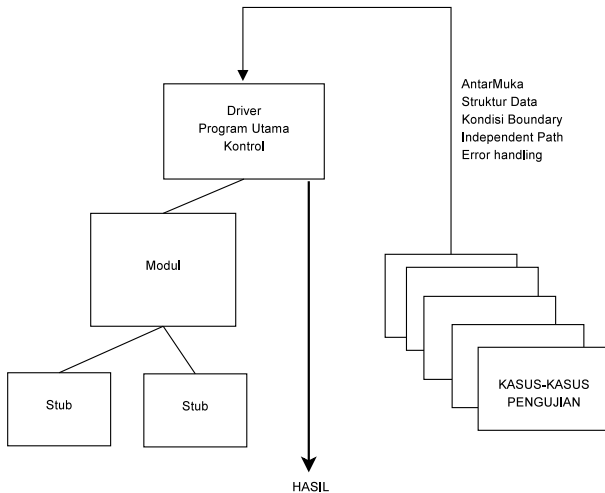 Driver
Program Utama
Kontrol
AntarMuka
Struktur Data
Kondisi Boundary
Independent Path
Error handling
Modul
Stub
Stub
KASUS-KASUS
PENGUJIAN
HASIL